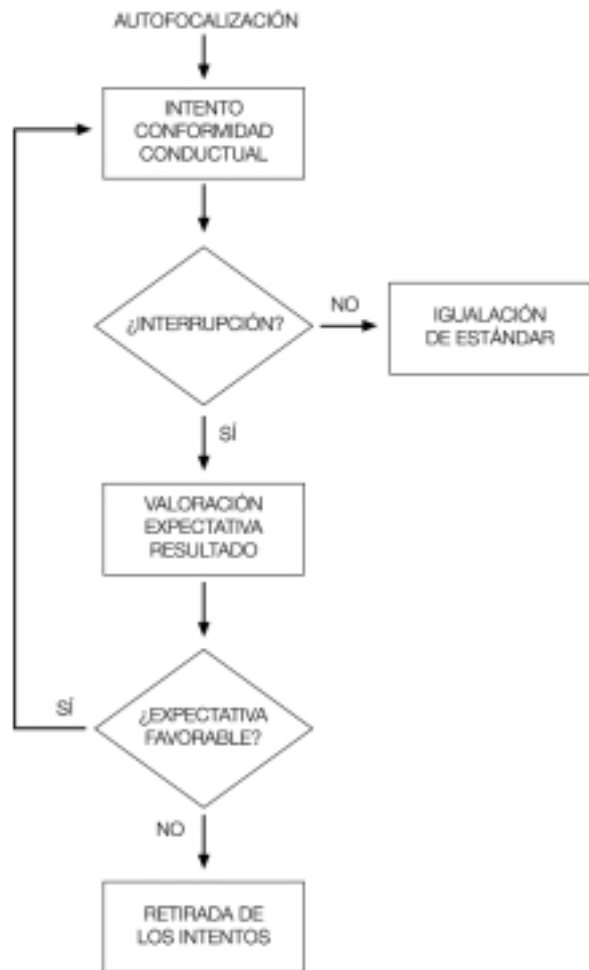 AUTOFOCALIZACIÓN
INTENTO
CONFORMIDAD
CONDUCTUAL
¿INTERRUPCIÓN?
NO
IGUALACIÓN
DE ESTÁNDAR
SÍ
VALORACIÓN
EXPECTATIVA
RESULTADO
SÍ
¿EXPECTATIVA
FAVORABLE?
NO
RETIRADA DE
LOS INTENTOS